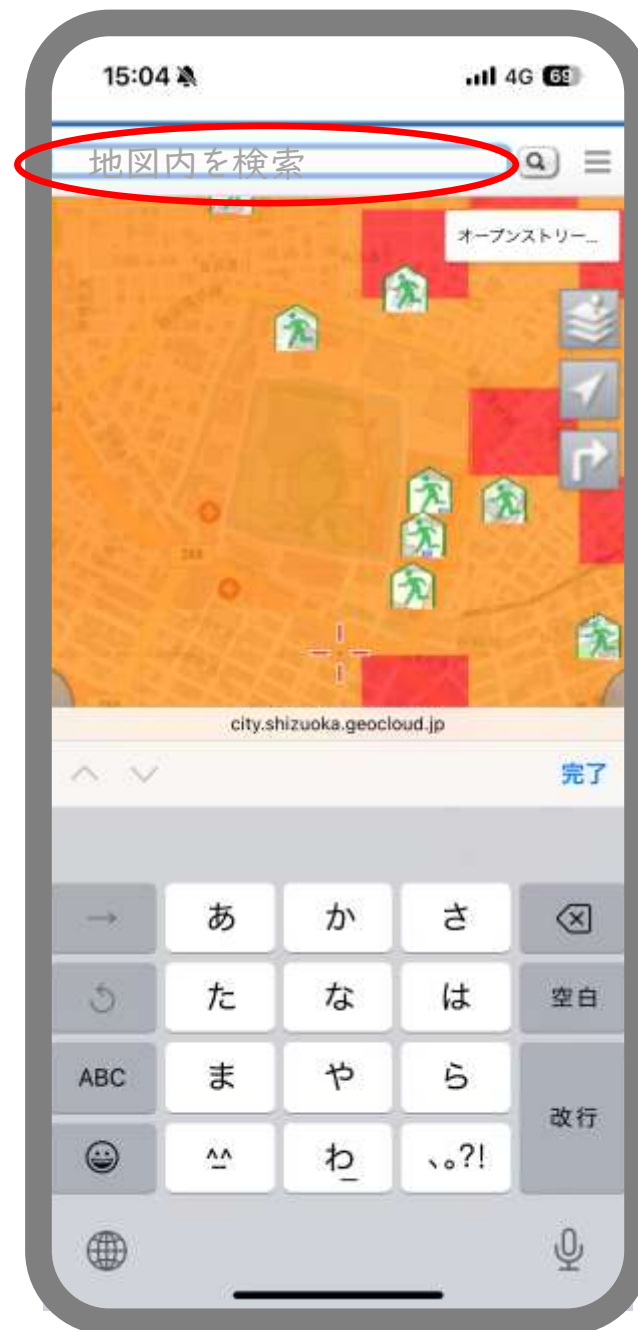 15:04 4G 69
地図内を検索
オープンストリー...
city.shizuoka.geocloud.jp
完了
→ あ か さ
た な は 空白
ABC ま や ら
改行
^^ わ_ 、。?!